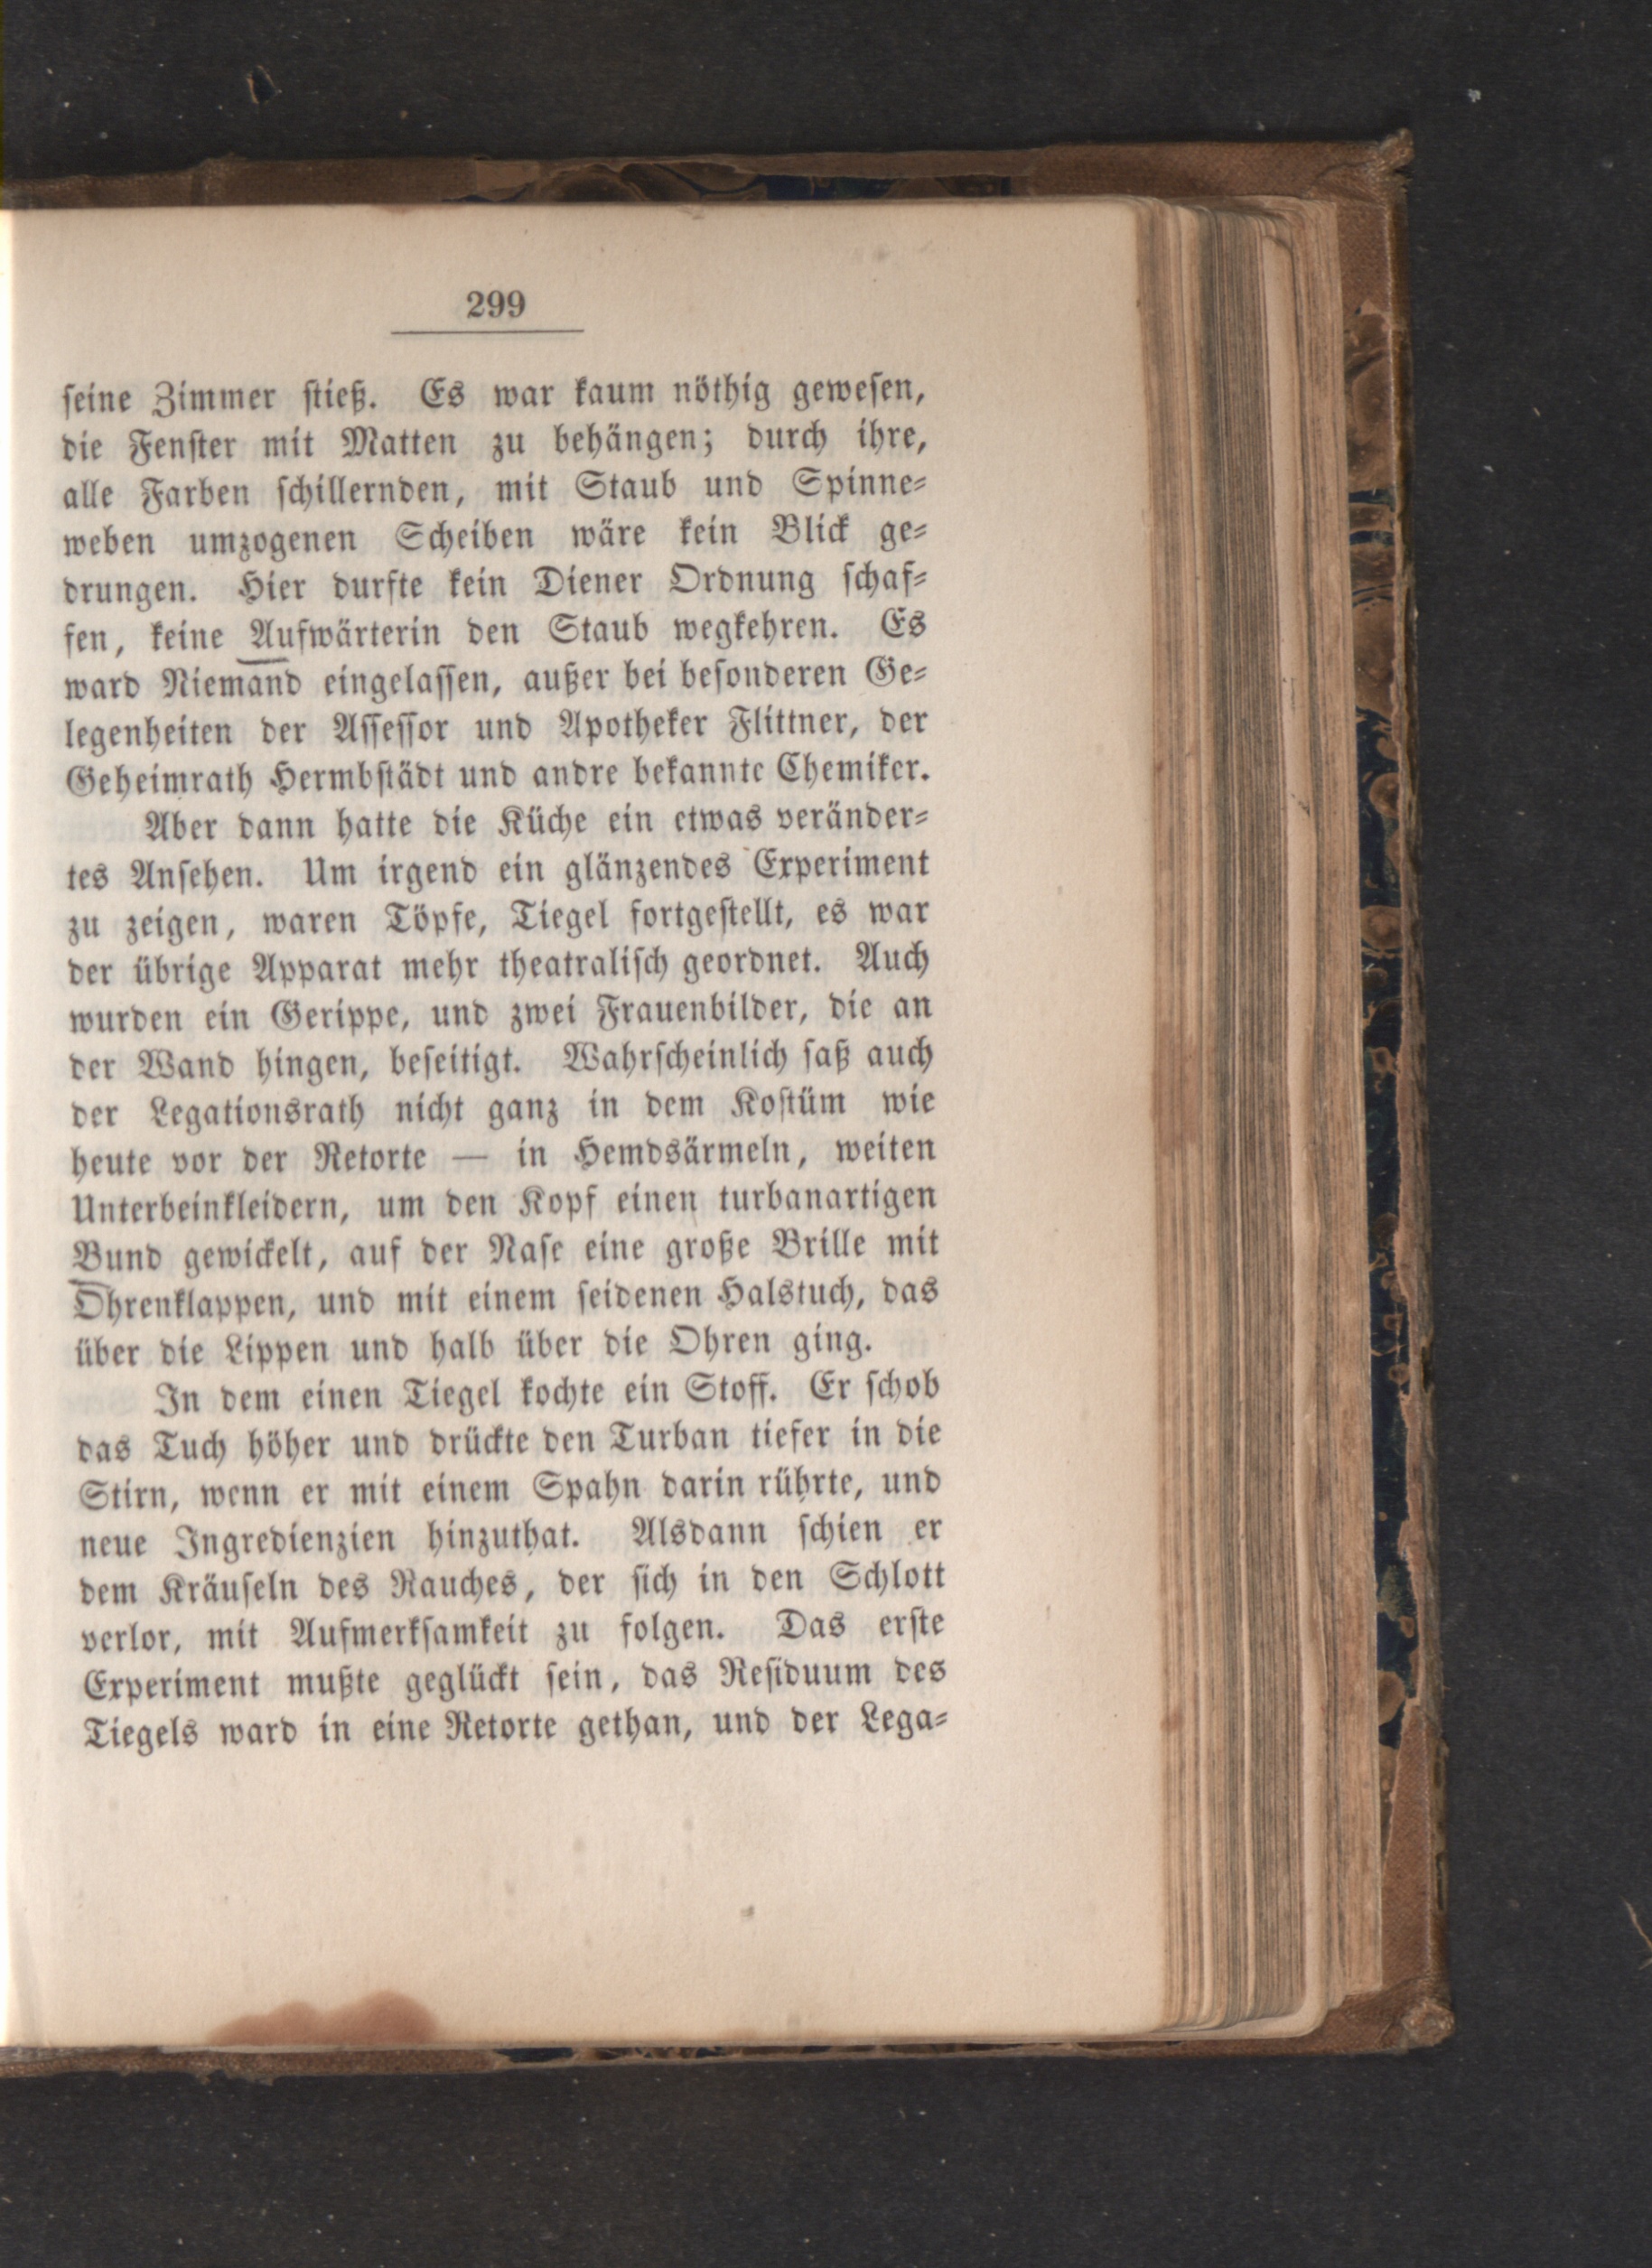 299
ſeine Zimmer ſtieß. Es war kaum nöthig geweſen,
die Fenſter mit Matten zu behängen; durch ihre,
alle Farben ſchillernden, mit Staub und Spinne-
weben umzogenen Scheiben wäre kein Blick ge-
drungen. Hier durfte kein Diener Ordnung ſchaf-
fen, keine Aufwärterin den Staub wegkehren. Es
ward Niemand eingelaſſen, außer bei beſonderen Ge-
legenheiten der Aſſeſſor und Apotheker Flittner, der
Geheimrath Hermbſtädt und andre bekannte Chemiker.
Aber dann hatte die Küche ein etwas veränder-
tes Anſehen. Um irgend ein glänzendes Experiment
zu zeigen, waren Töpfe, Tiegel fortgeſtellt, es war
der übrige Apparat mehr theatraliſch geordnet. Auch
wurden ein Gerippe, und zwei Frauenbilder, die an
der Wand hingen, beſeitigt. Wahrſcheinlich ſaß auch
der Legationsrath nicht ganz in dem Koſtüm wie
heute vor der Retorte — in Hemdsärmeln, weiten
Unterbeinkleidern, um den Kopf einen turbanartigen
Bund gewickelt, auf der Naſe eine große Brille mit
Ohrenklappen, und mit einem ſeidenen Halstuch, das
über die Lippen und halb über die Ohren ging.
In dem einen Tiegel kochte ein Stoff. Er ſchob
das Tuch höher und drückte den Turban tiefer in die
Stirn, wenn er mit einem Spahn darin rührte, und
neue Ingredienzien hinzuthat. Alsdann ſchien er
dem Kräuſeln des Rauches, der ſich in den Schlott
verlor, mit Aufmerkſamkeit zu folgen. Das erſte
Experiment mußte geglückt ſein, das Reſiduum des
Tiegels ward in eine Retorte gethan, und der Lega-